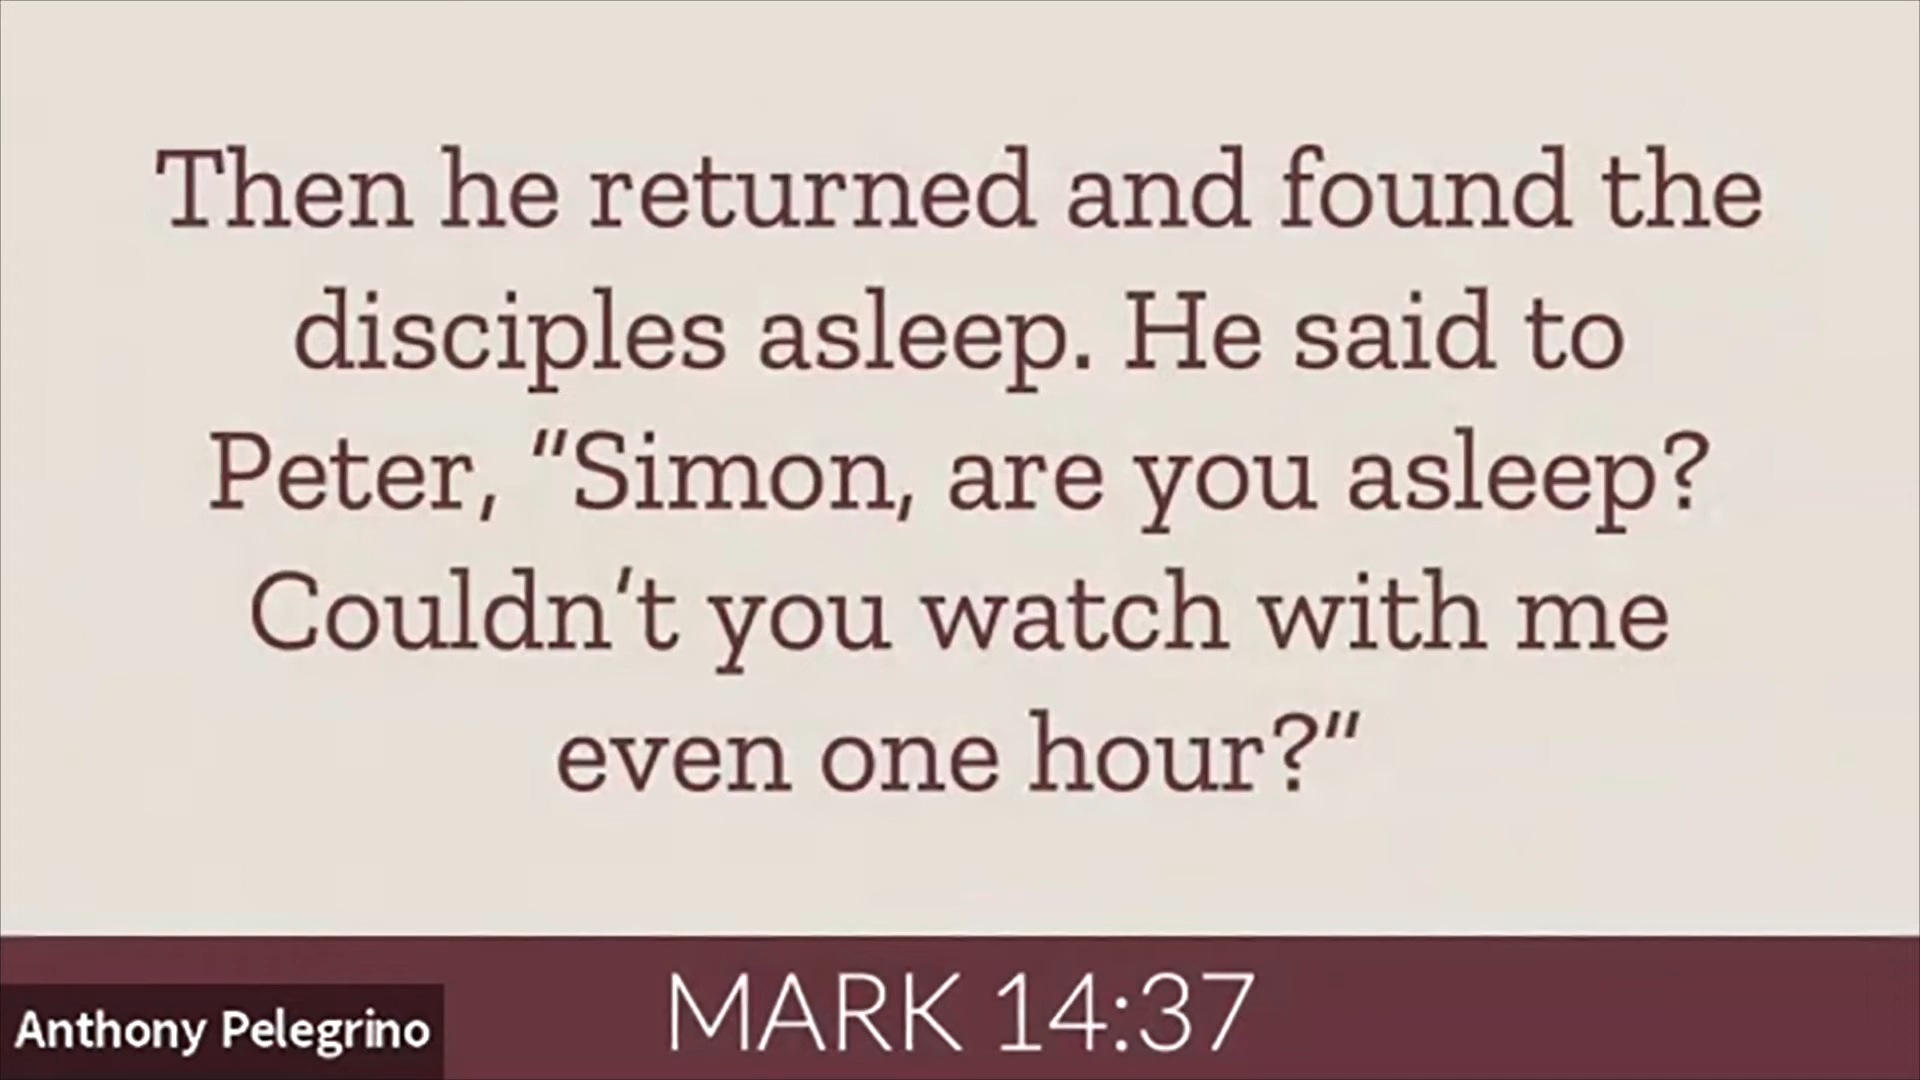 Then he returned and found the
disciples asleep. He said to
Peter, “Simon, are you asleep?
Couldn’t you watch with me
even one hour?”
MARK 14:37
Anthony Pelegrino